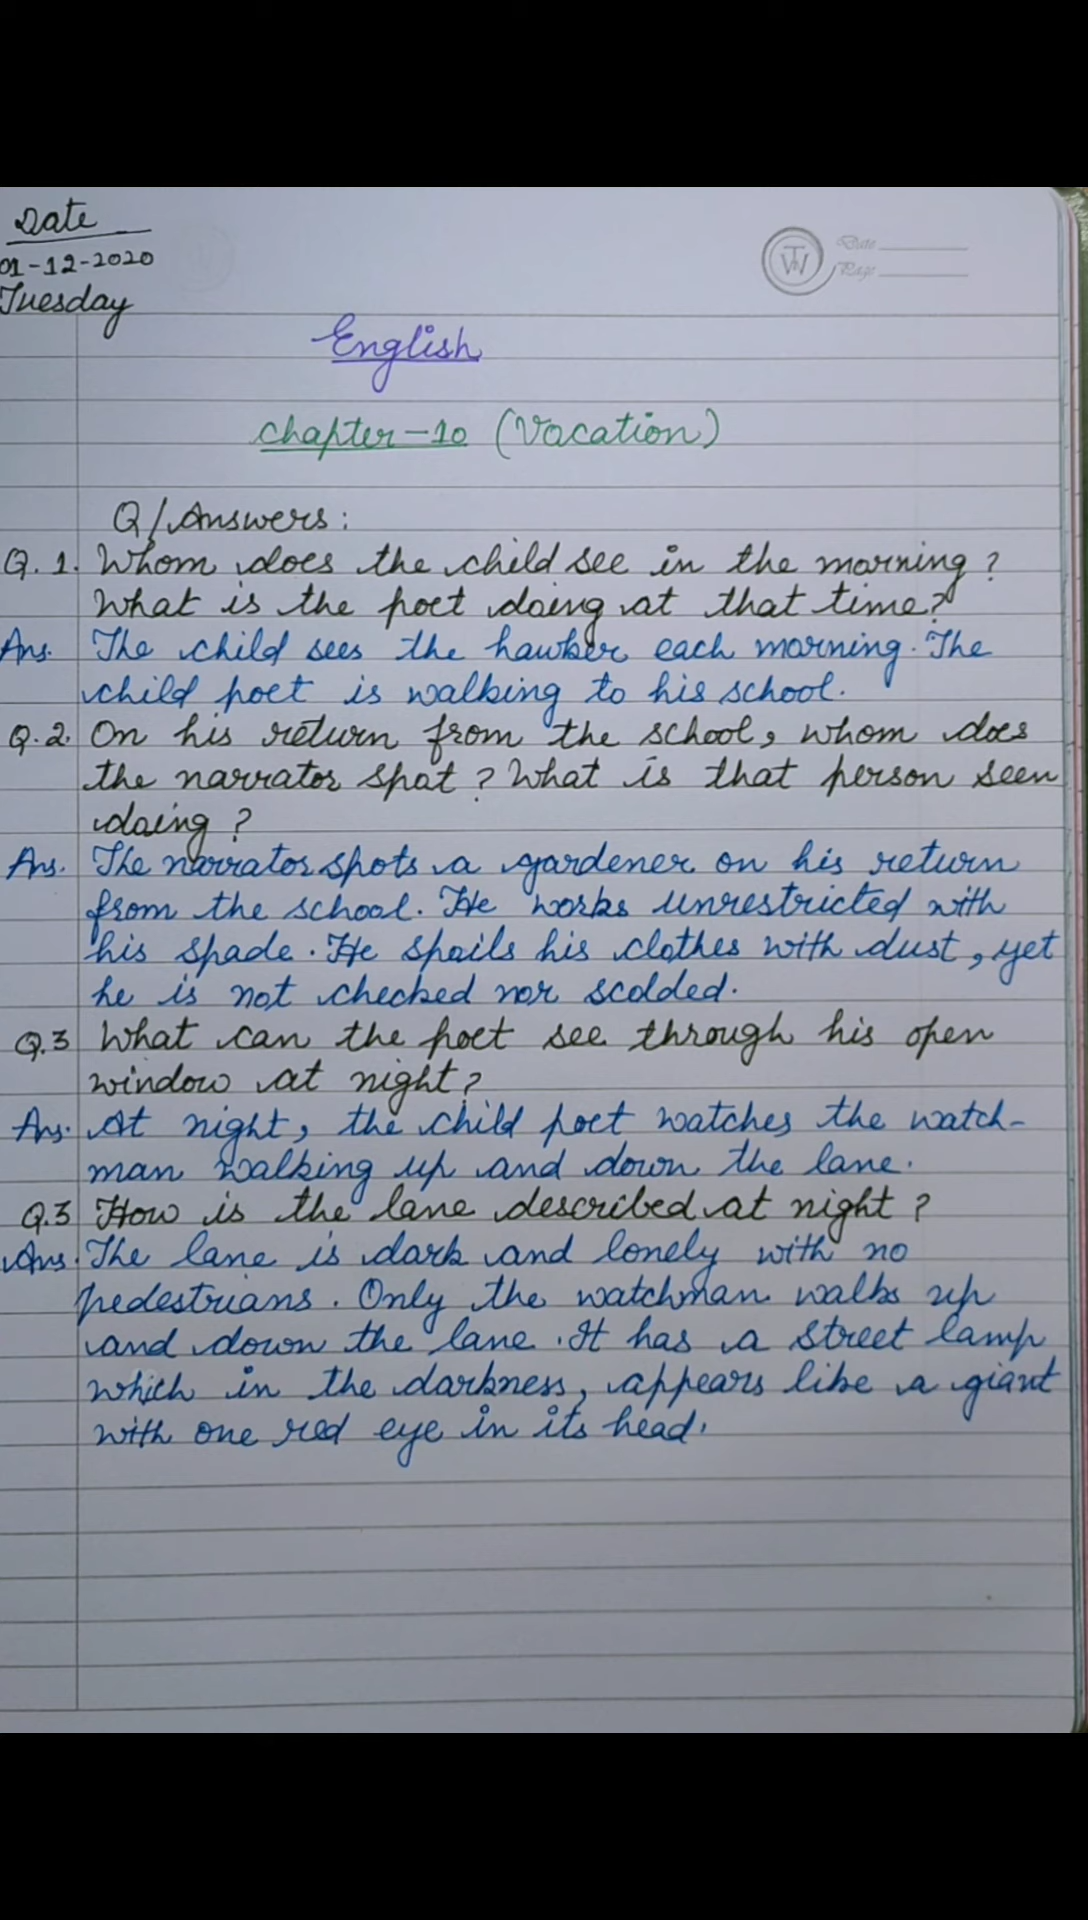 Date
01-12-2020
Tuesday
TW
Date
Page
English
Chapter-10 (Vocation)
Q/Answers:
Q.1. Whom does the child see in the morning?
What is the poet doing at that time?
Ans. The child sees the hawker each morning. The
child poet is walking to his school.
Q.2. On his return from the school, whom does
the narrator spot? What is that person seen
doing?
Ans. The narrator spots a gardener on his return
from the school. He works unrestricted with
his spade. He spoils his clothes with dust, yet
he is not checked nor scolded.
Q.3 What can the poet see through his open
window at night?
Ans. At night, the child poet watches the watch-
man walking up and down the lane.
Q.3 How is the lane described at night?
Ans. The lane is dark and lonely with no
pedestrians. Only the watchman walks up
and down the lane. It has a street lamp
which in the darkness, appears like a giant
with one red eye in its head.